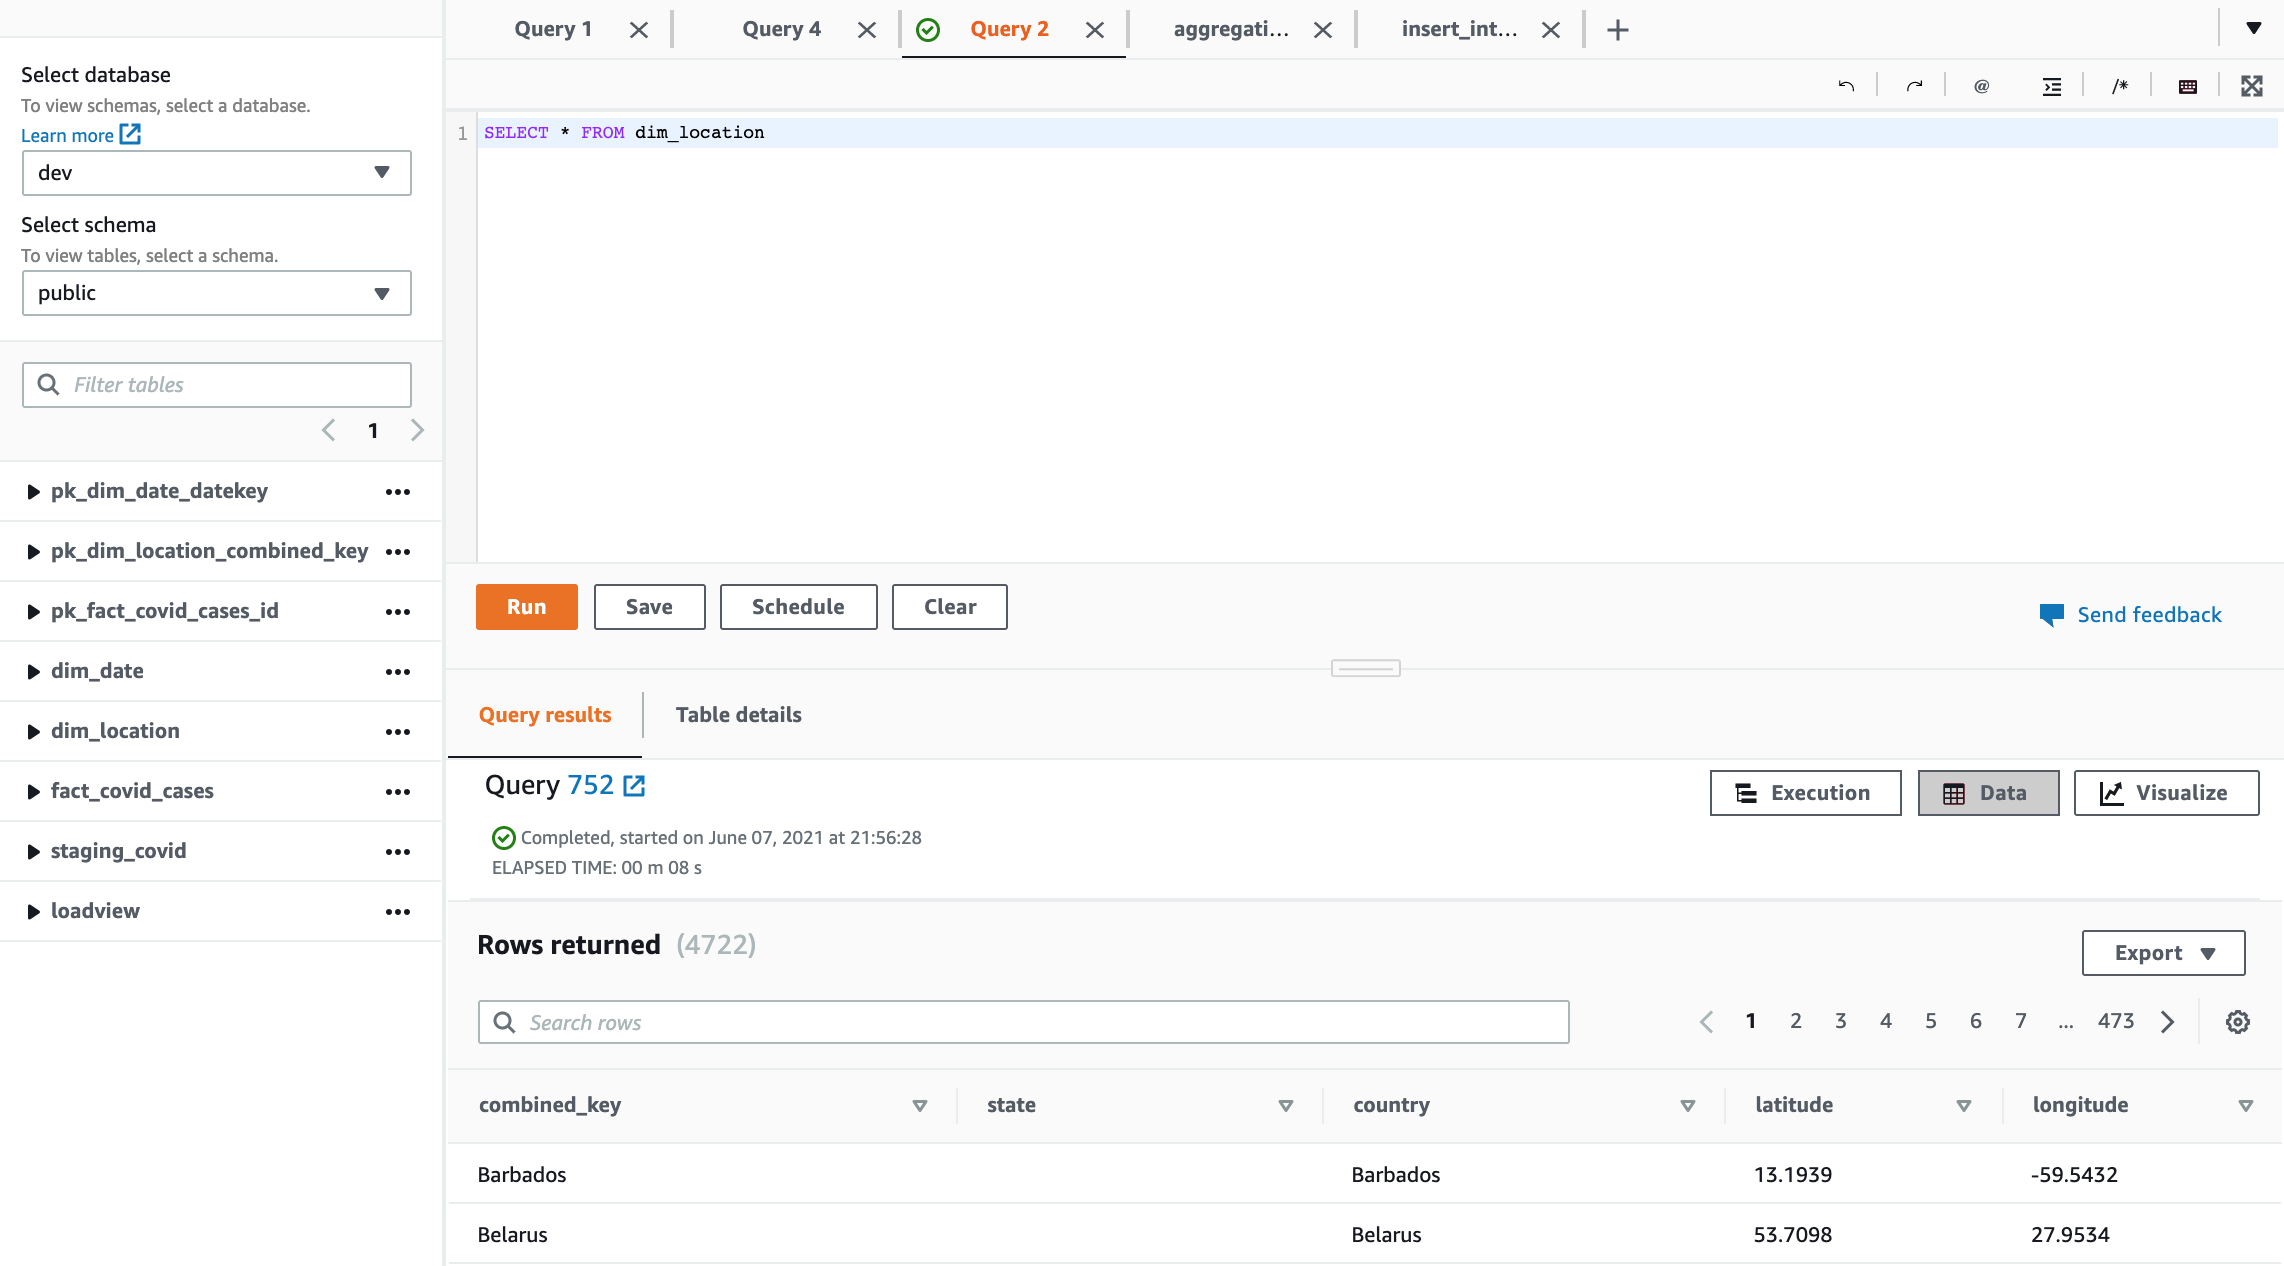 Query 1
Query 4
Query 2
aggregati...
insert_int...
Select database
To view schemas, select a database.
Learn more
dev
Select schema
To view tables, select a schema.
public
Filter tables
1
pk_dim_date_datekey
pk_dim_location_combined_key
pk_fact_covid_cases_id
dim_date
dim_location
fact_covid_cases
staging_covid
loadview
@
/*
1 SELECT * FROM dim_location
Run Save Schedule Clear
Send feedback
Query results Table details
Query 752
Execution Data Visualize
Completed, started on June 07, 2021 at 21:56:28
ELAPSED TIME: 00 m 08 s
Rows returned (4722)
Export
Search rows
1 2 3 4 5 6 7 ... 473
combined_key state country latitude longitude
Barbados Barbados 13.1939 -59.5432
Belarus Belarus 53.7098 27.9534